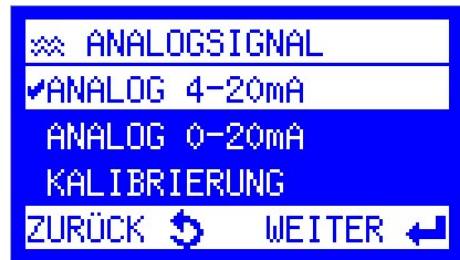 ANALOGSIGNAL
ANALOG 4-20mA
ANALOG 0-20mA
KALIBRIERUNG
ZURÜCK WEITER